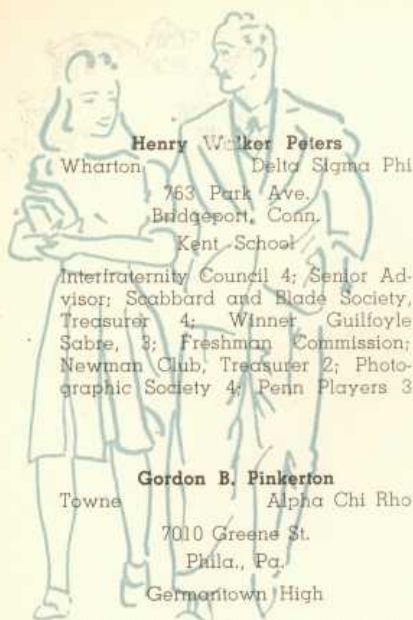 Henry Walker Peters
Wharton Delta Sigma Phi
763 Park Ave.
Bridgeport, Conn.
Kent School
Interfraternity Council 4; Senior Ad-
visor; Scabbard and Blade Society,
Treasurer 4; Winner Guilfoyle
Sabre, 3; Freshman Commission;
Newman Club, Treasurer 2; Photo-
graphic Society 4; Penn Players 3
Gordon B. Pinkerton
Towne Alpha Chi Rho
7010 Greene St.
Phila., Pa.
Germantown High